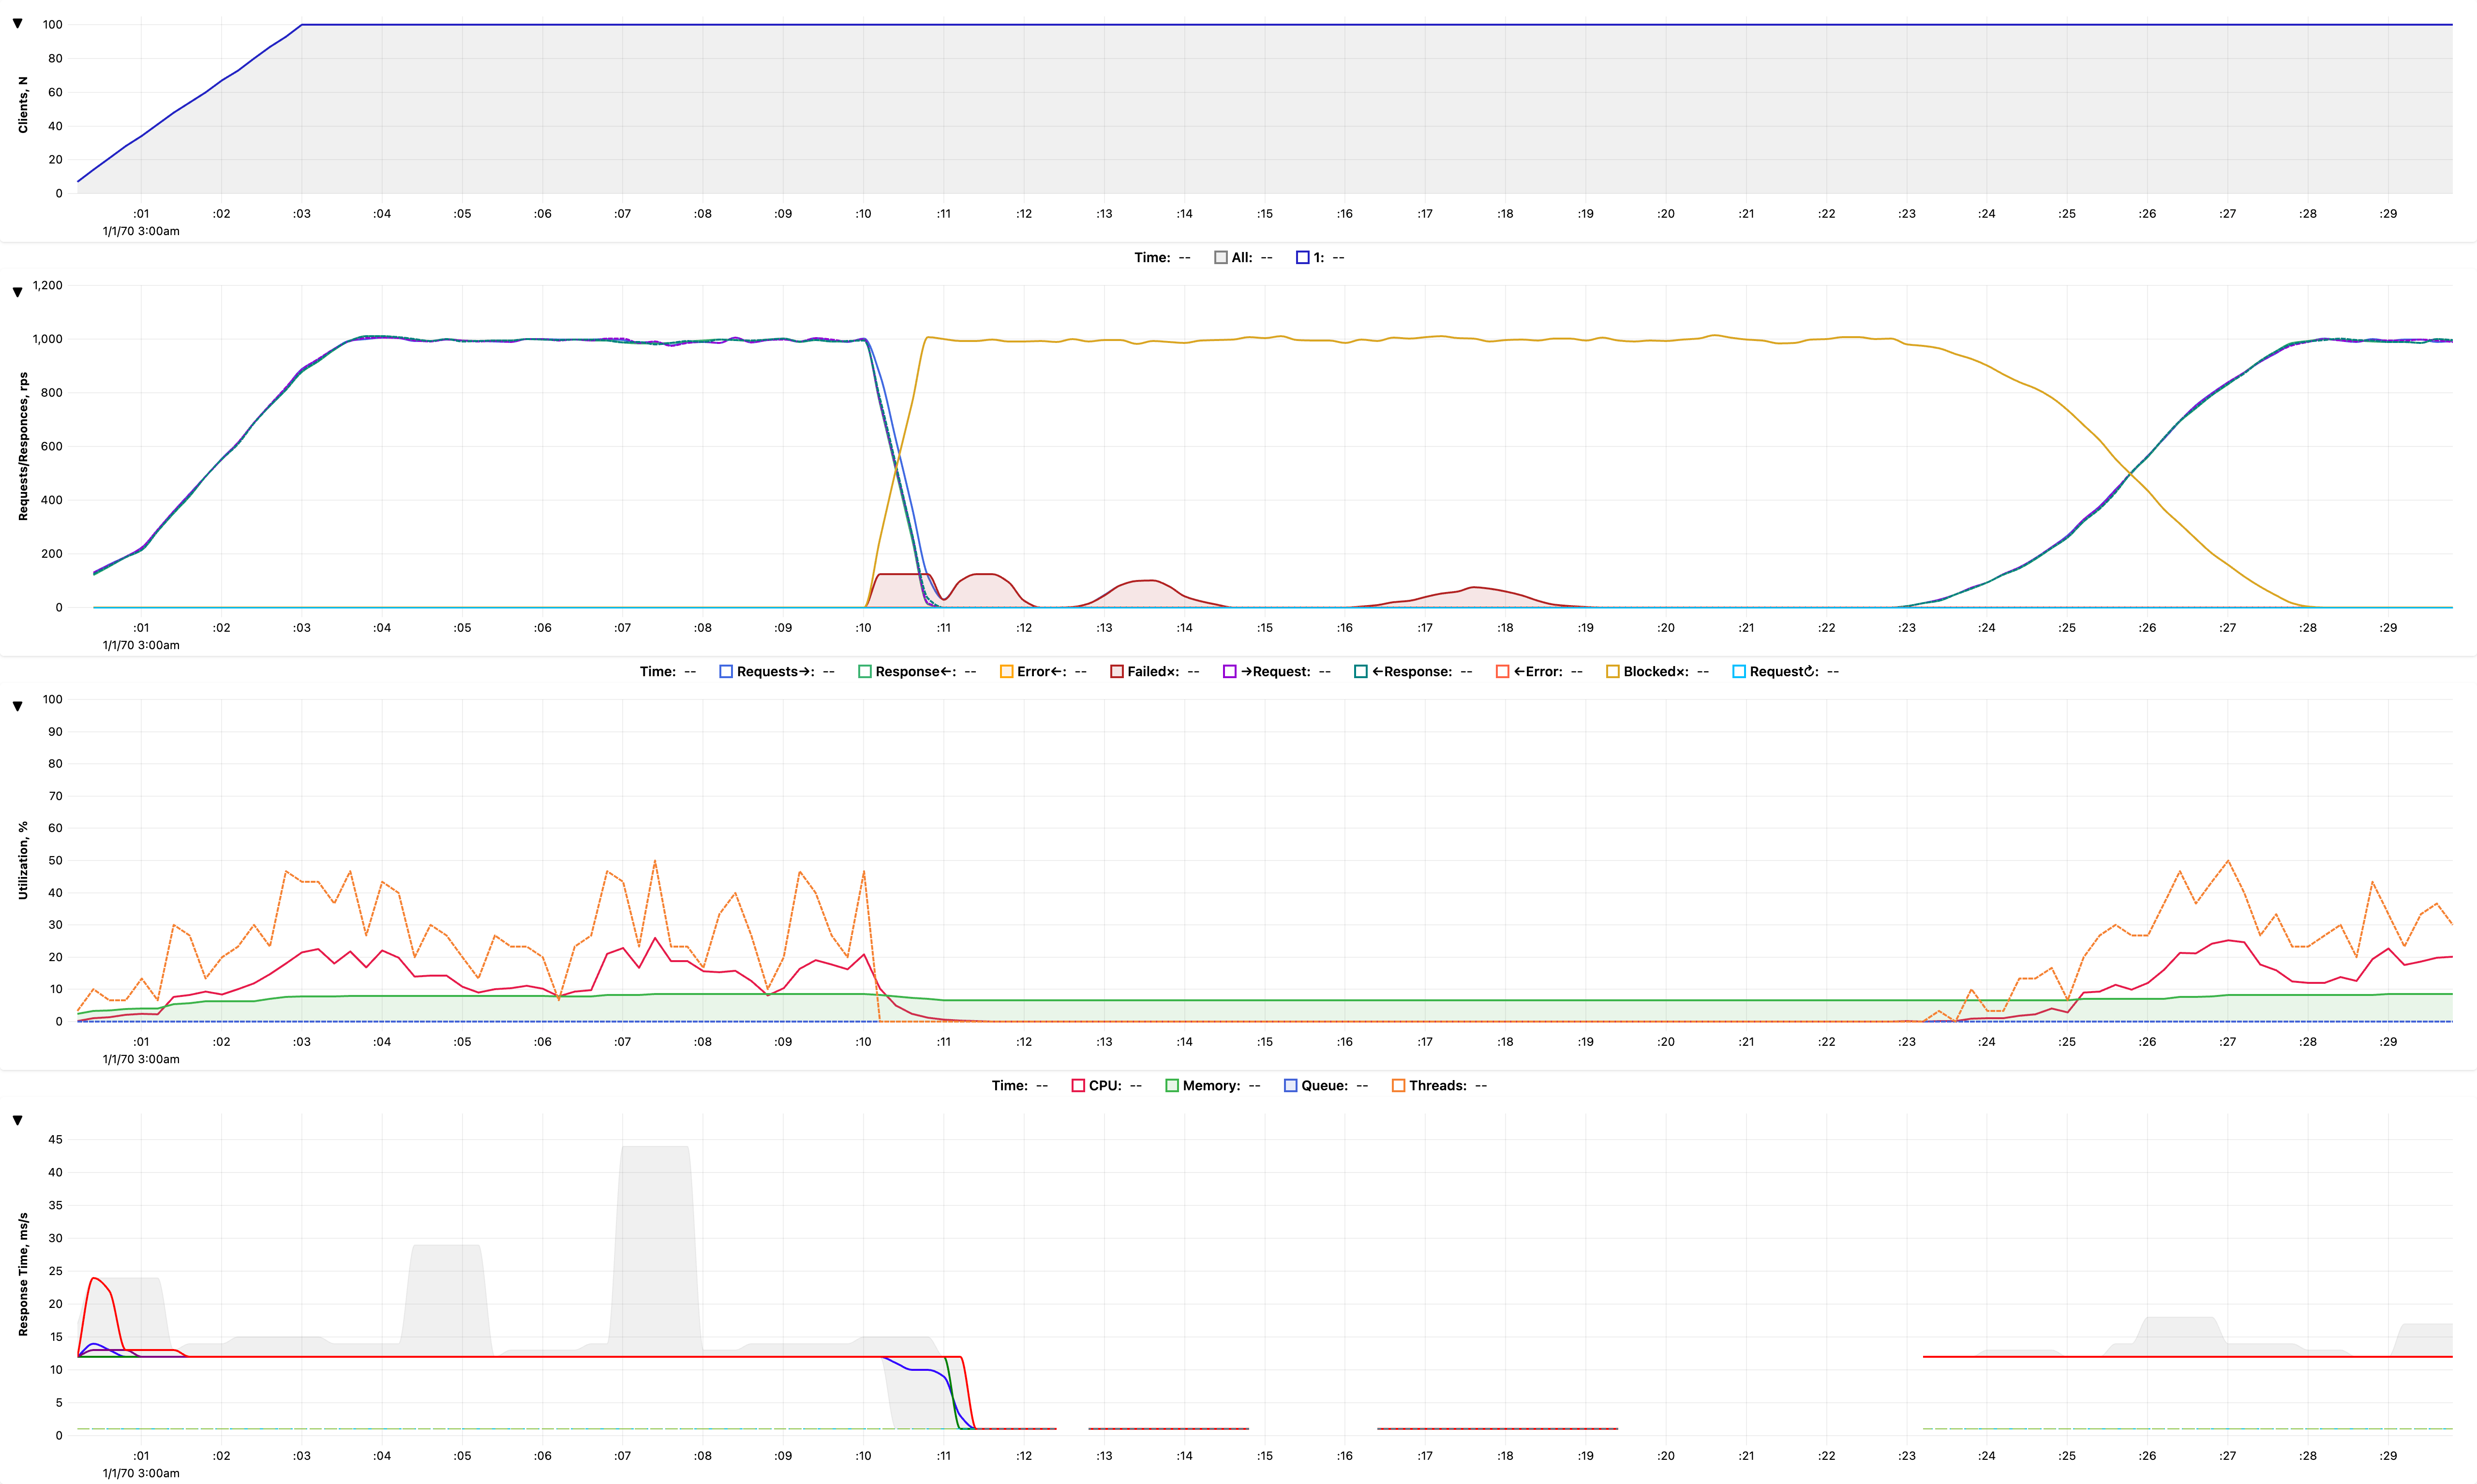 ▼
Clients, N
100
80
60
40
20
0
:01 :02 :03 :04 :05 :06 :07 :08 :09 :10 :11 :12 :13 :14 :15 :16 :17 :18 :19 :20 :21 :22 :23 :24 :25 :26 :27 :28 :29
1/1/70 3:00am
Time: -- All: -- 1: --
▼
Requests/Responces, rps
1,200
1,000
800
600
400
200
0
:01 :02 :03 :04 :05 :06 :07 :08 :09 :10 :11 :12 :13 :14 :15 :16 :17 :18 :19 :20 :21 :22 :23 :24 :25 :26 :27 :28 :29
1/1/70 3:00am
Time: -- Requests→: -- Response←: -- Error←: -- Failed×: -- →Request: -- ←Response: -- ←Error: -- Blocked×: -- Request↻: --
▼
Utilization, %
100
90
80
70
60
50
40
30
20
10
0
:01 :02 :03 :04 :05 :06 :07 :08 :09 :10 :11 :12 :13 :14 :15 :16 :17 :18 :19 :20 :21 :22 :23 :24 :25 :26 :27 :28 :29
1/1/70 3:00am
Time: -- CPU: -- Memory: -- Queue: -- Threads: --
▼
Response Time, ms/s
45
40
35
30
25
20
15
10
5
0
:01 :02 :03 :04 :05 :06 :07 :08 :09 :10 :11 :12 :13 :14 :15 :16 :17 :18 :19 :20 :21 :22 :23 :24 :25 :26 :27 :28 :29
1/1/70 3:00am